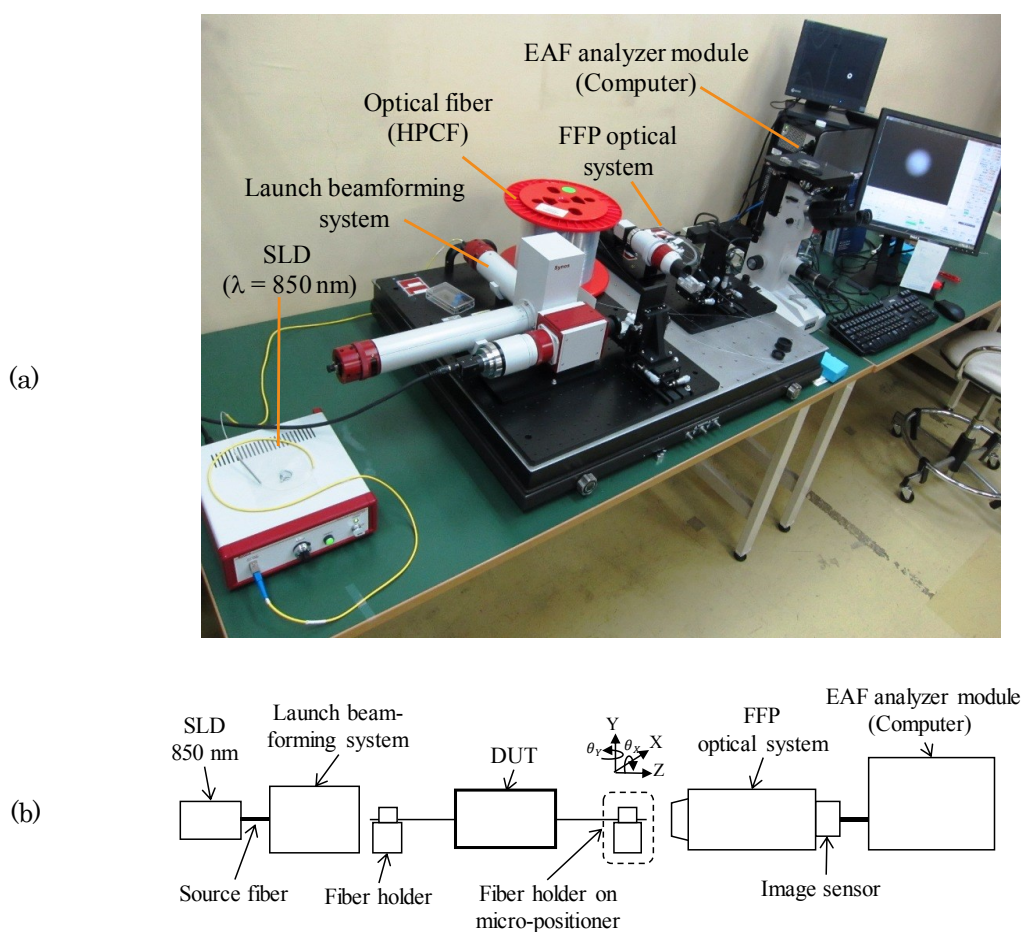 EAF analyzer module
(Computer)
Optical fiber
(HPCF)
FFP optical
system
Launch beamforming
system
SLD
(λ = 850 nm)
(a)
SLD
850 nm
Launch beam-
forming system
DUT
Y
X
Z
θY
θX
FFP
optical system
EAF analyzer module
(Computer)
(b)
Source fiber
Fiber holder
Fiber holder on
micro-positioner
Image sensor